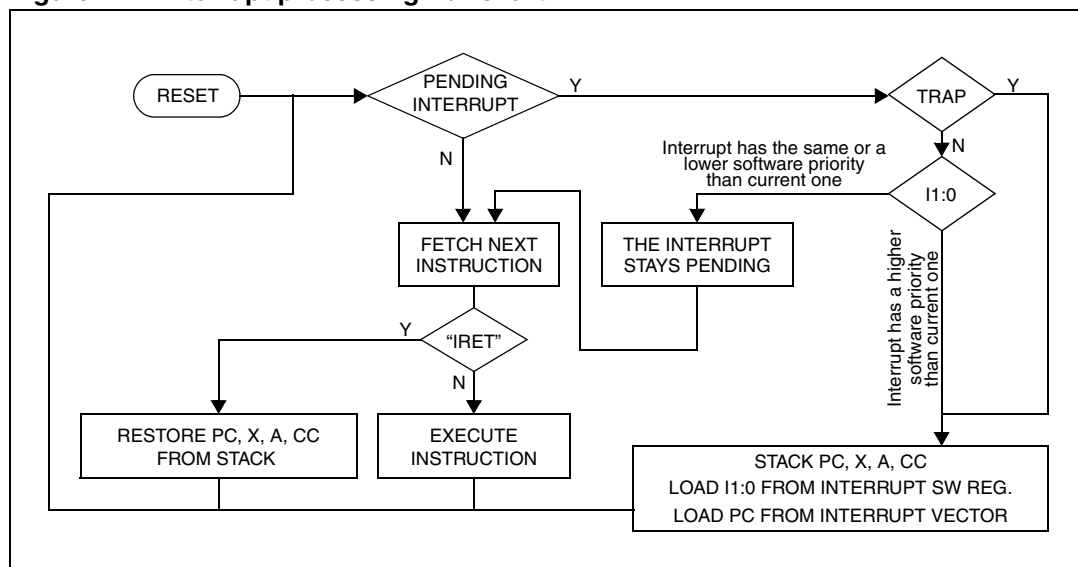 RESET
PENDING
INTERRUPT
Y
TRAP
Y
N
N
Interrupt has the same or a
lower software priority
than current one
I1:0
FETCH NEXT
INSTRUCTION
THE INTERRUPT
STAYS PENDING
Interrupt has a higher
software priority
than current one
Y
“IRET”
N
RESTORE PC, X, A, CC
FROM STACK
EXECUTE
INSTRUCTION
STACK PC, X, A, CC
LOAD I1:0 FROM INTERRUPT SW REG.
LOAD PC FROM INTERRUPT VECTOR